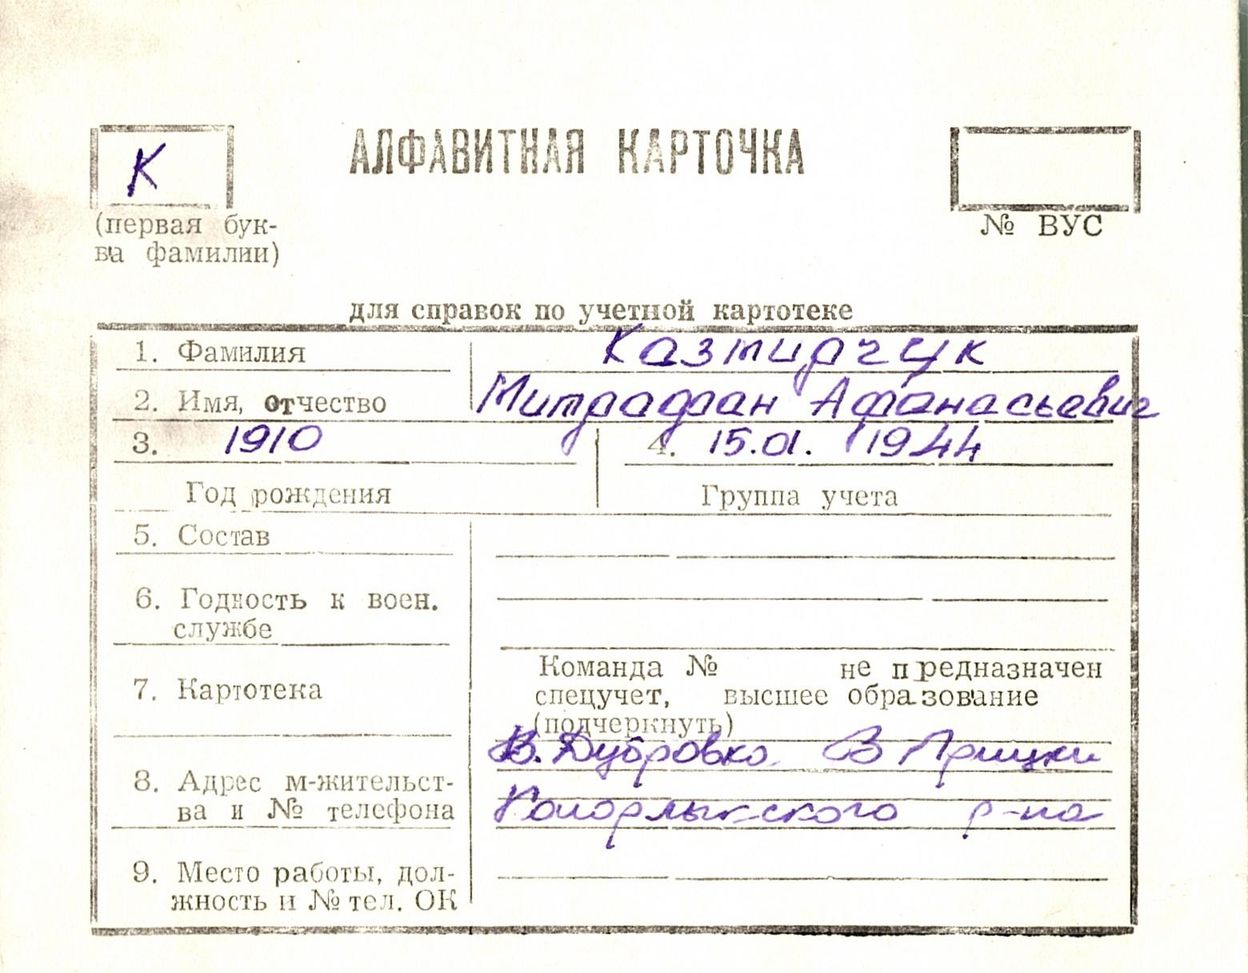 К
АЛФАВИТНАЯ КАРТОЧКА
(первая бук-
ва фамилии)
№ ВУС
для справок по учетной картотеке
1. Фамилия Казмирчук
2. Имя, отчество Митрафан Афанасьевич
3. 1910 4. 15.01. 1944
Год рождения Группа учета
5. Состав
6. Годность к воен.
службе
7. Картотека
Команда № не предназначен
спецучет, высшее образование
(подчеркнуть)
В. Дубровка. В
8. Адрес м-жительст-
ва и № телефона
р-на
9. Место работы, дол-
жность и № тел. ОК